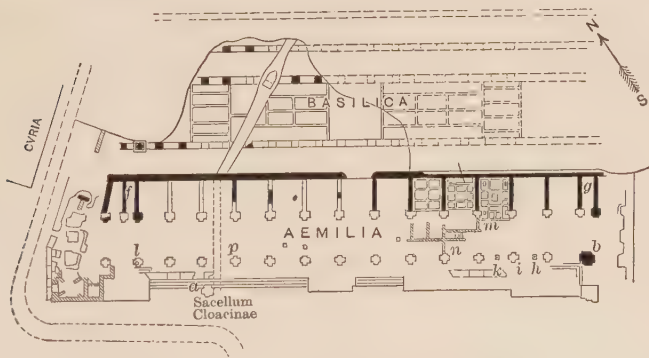 N
S
BASILICA
CVRIA
f
g
AEMILIA
m
l
p
n
b
k
i
h
a
Sacellum
Cloacinae